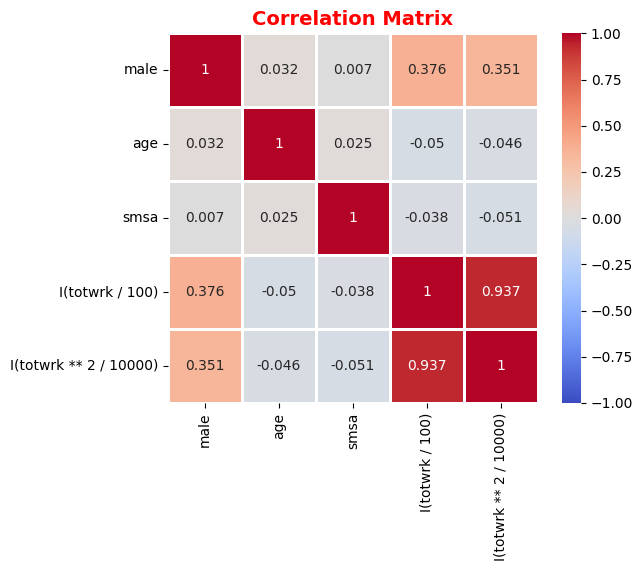 Correlation Matrix
male 1 0.032 0.007 0.376 0.351
age 0.032 1 0.025 -0.05 -0.046
smsa 0.007 0.025 1 -0.038 -0.051
I(totwrk / 100) 0.376 -0.05 -0.038 1 0.937
I(totwrk ** 2 / 10000) 0.351 -0.046 -0.051 0.937 1
male
age
smsa
I(totwrk / 100)
I(totwrk ** 2 / 10000)
1.00
0.75
0.50
0.25
0.00
−0.25
−0.50
−0.75
−1.00